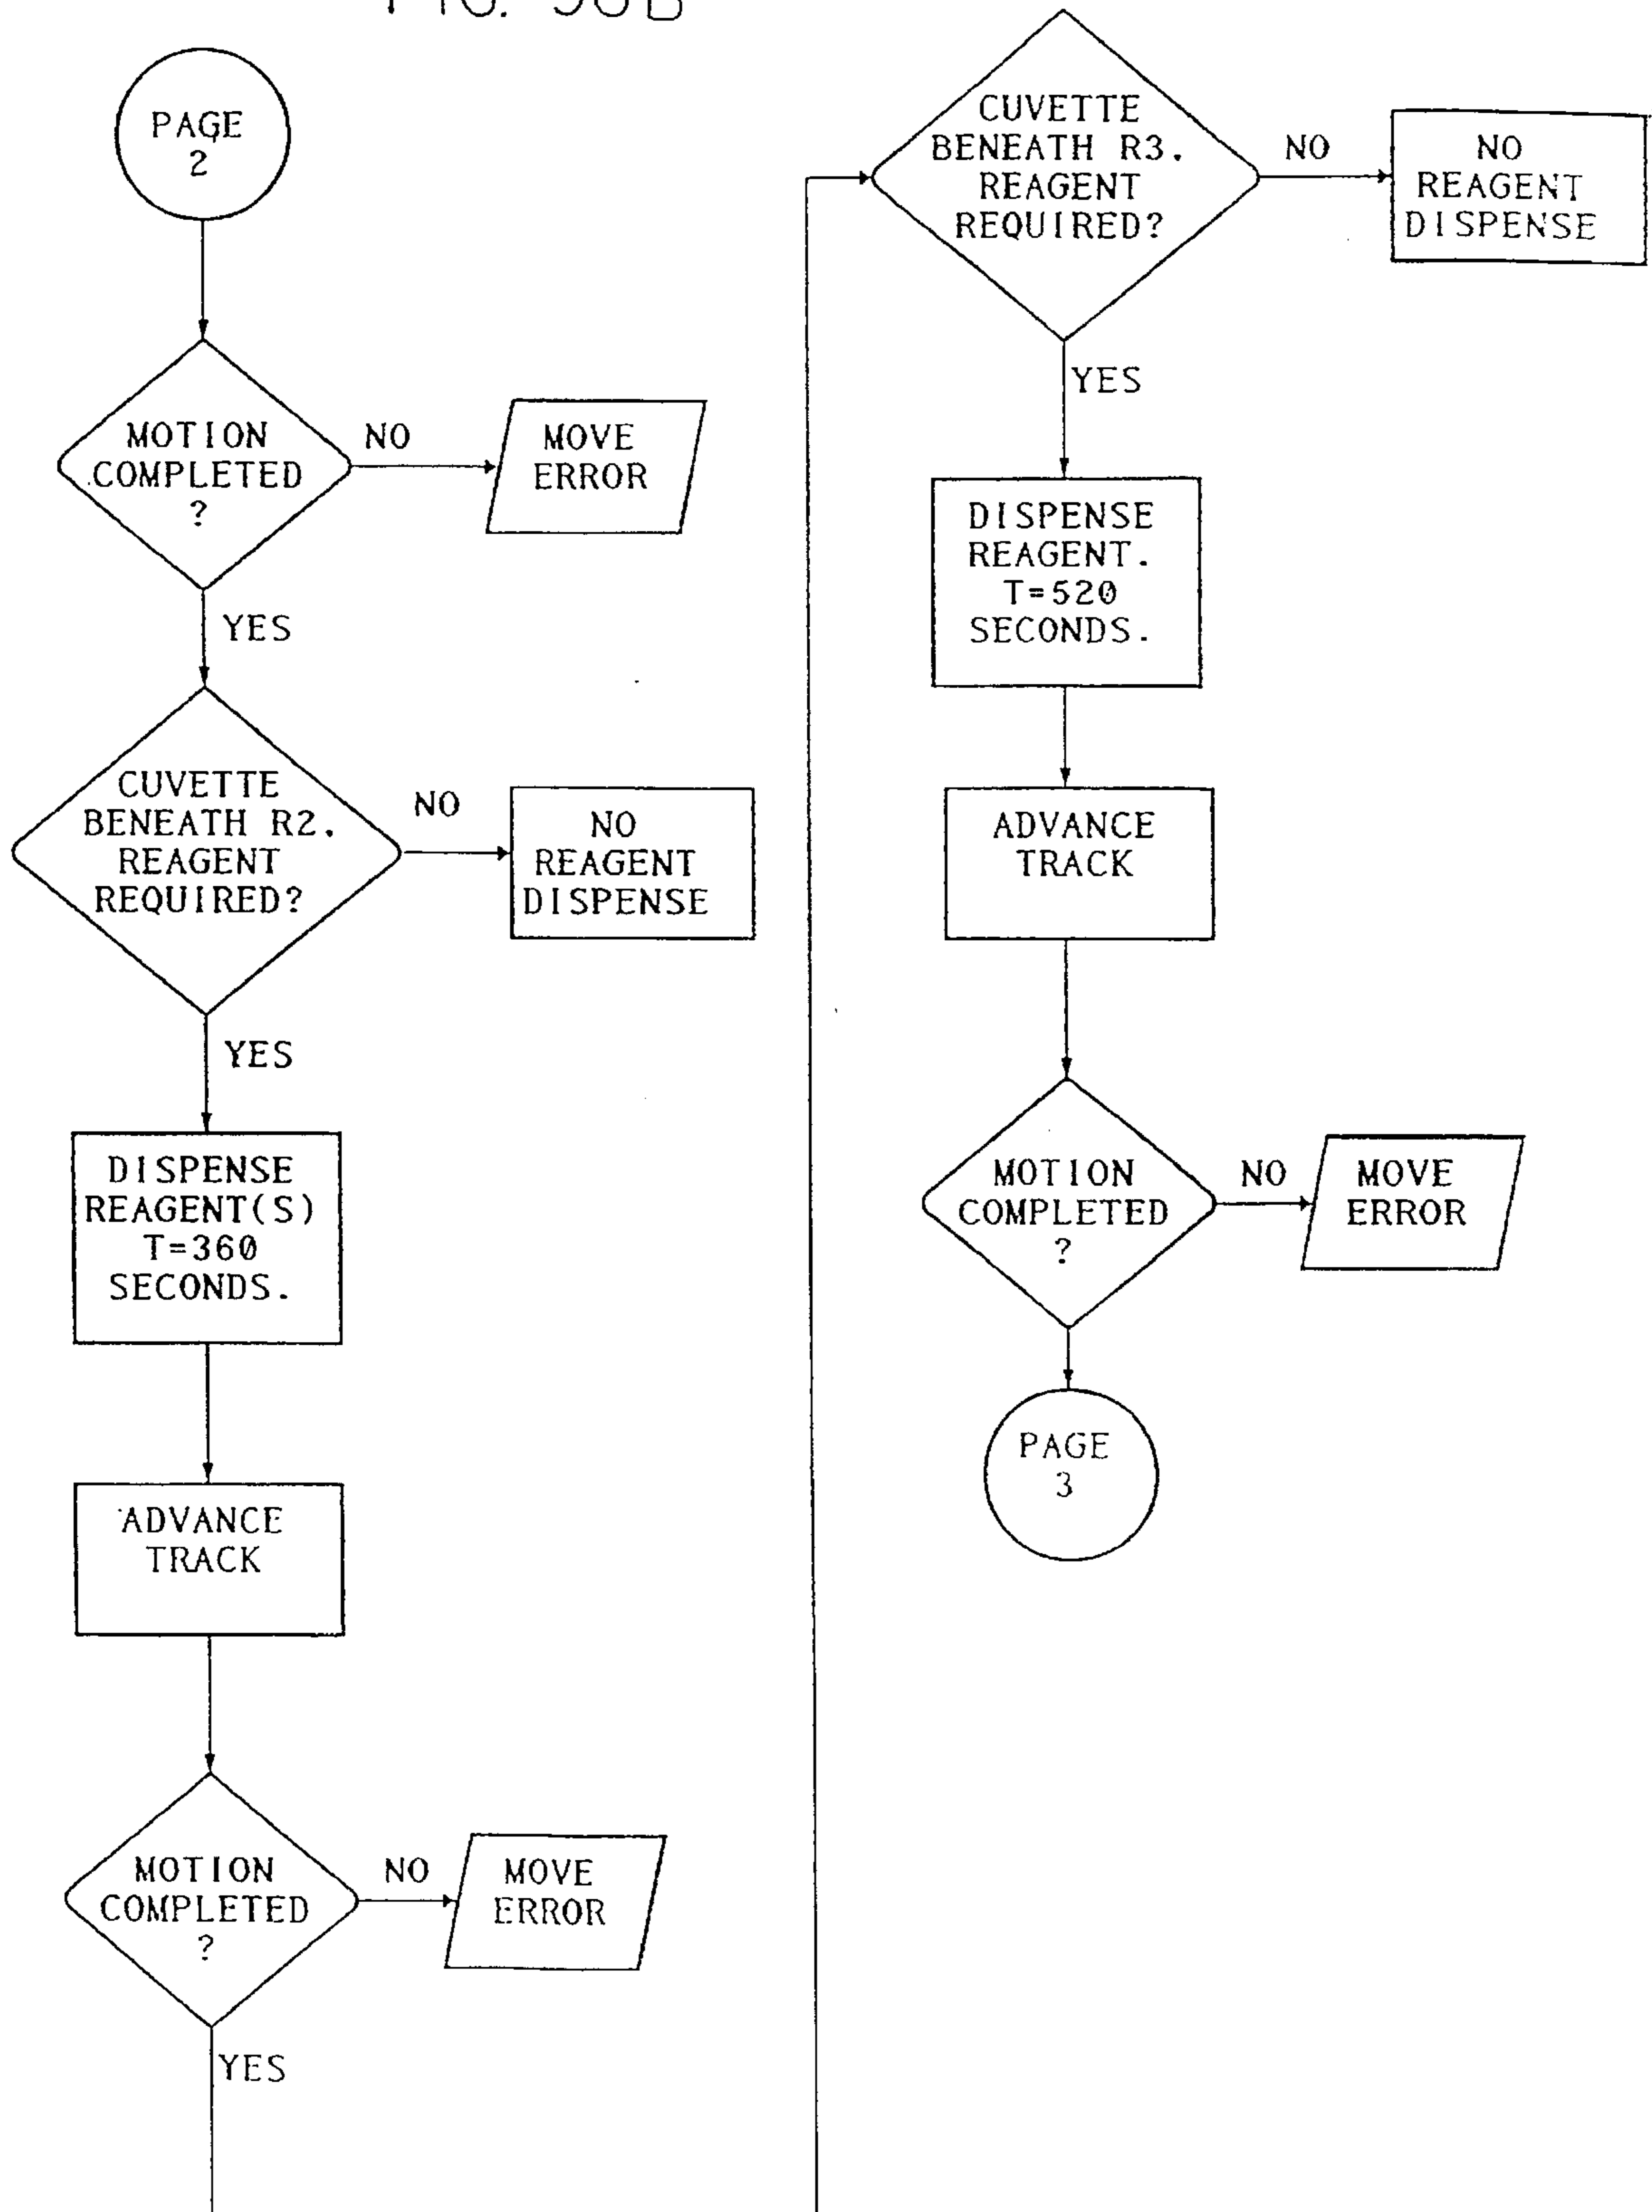 PAGE
2
MOTION
COMPLETED
?
NO
MOVE
ERROR
YES
CUVETTE
BENEATH R2.
REAGENT
REQUIRED?
NO
NO
REAGENT
DISPENSE
YES
DISPENSE
REAGENT(S)
T=360
SECONDS.
ADVANCE
TRACK
MOTION
COMPLETED
?
NO
MOVE
ERROR
YES
CUVETTE
BENEATH R3.
REAGENT
REQUIRED?
NO
NO
REAGENT
DISPENSE
YES
DISPENSE
REAGENT.
T=520
SECONDS.
ADVANCE
TRACK
MOTION
COMPLETED
?
NO
MOVE
ERROR
PAGE
3